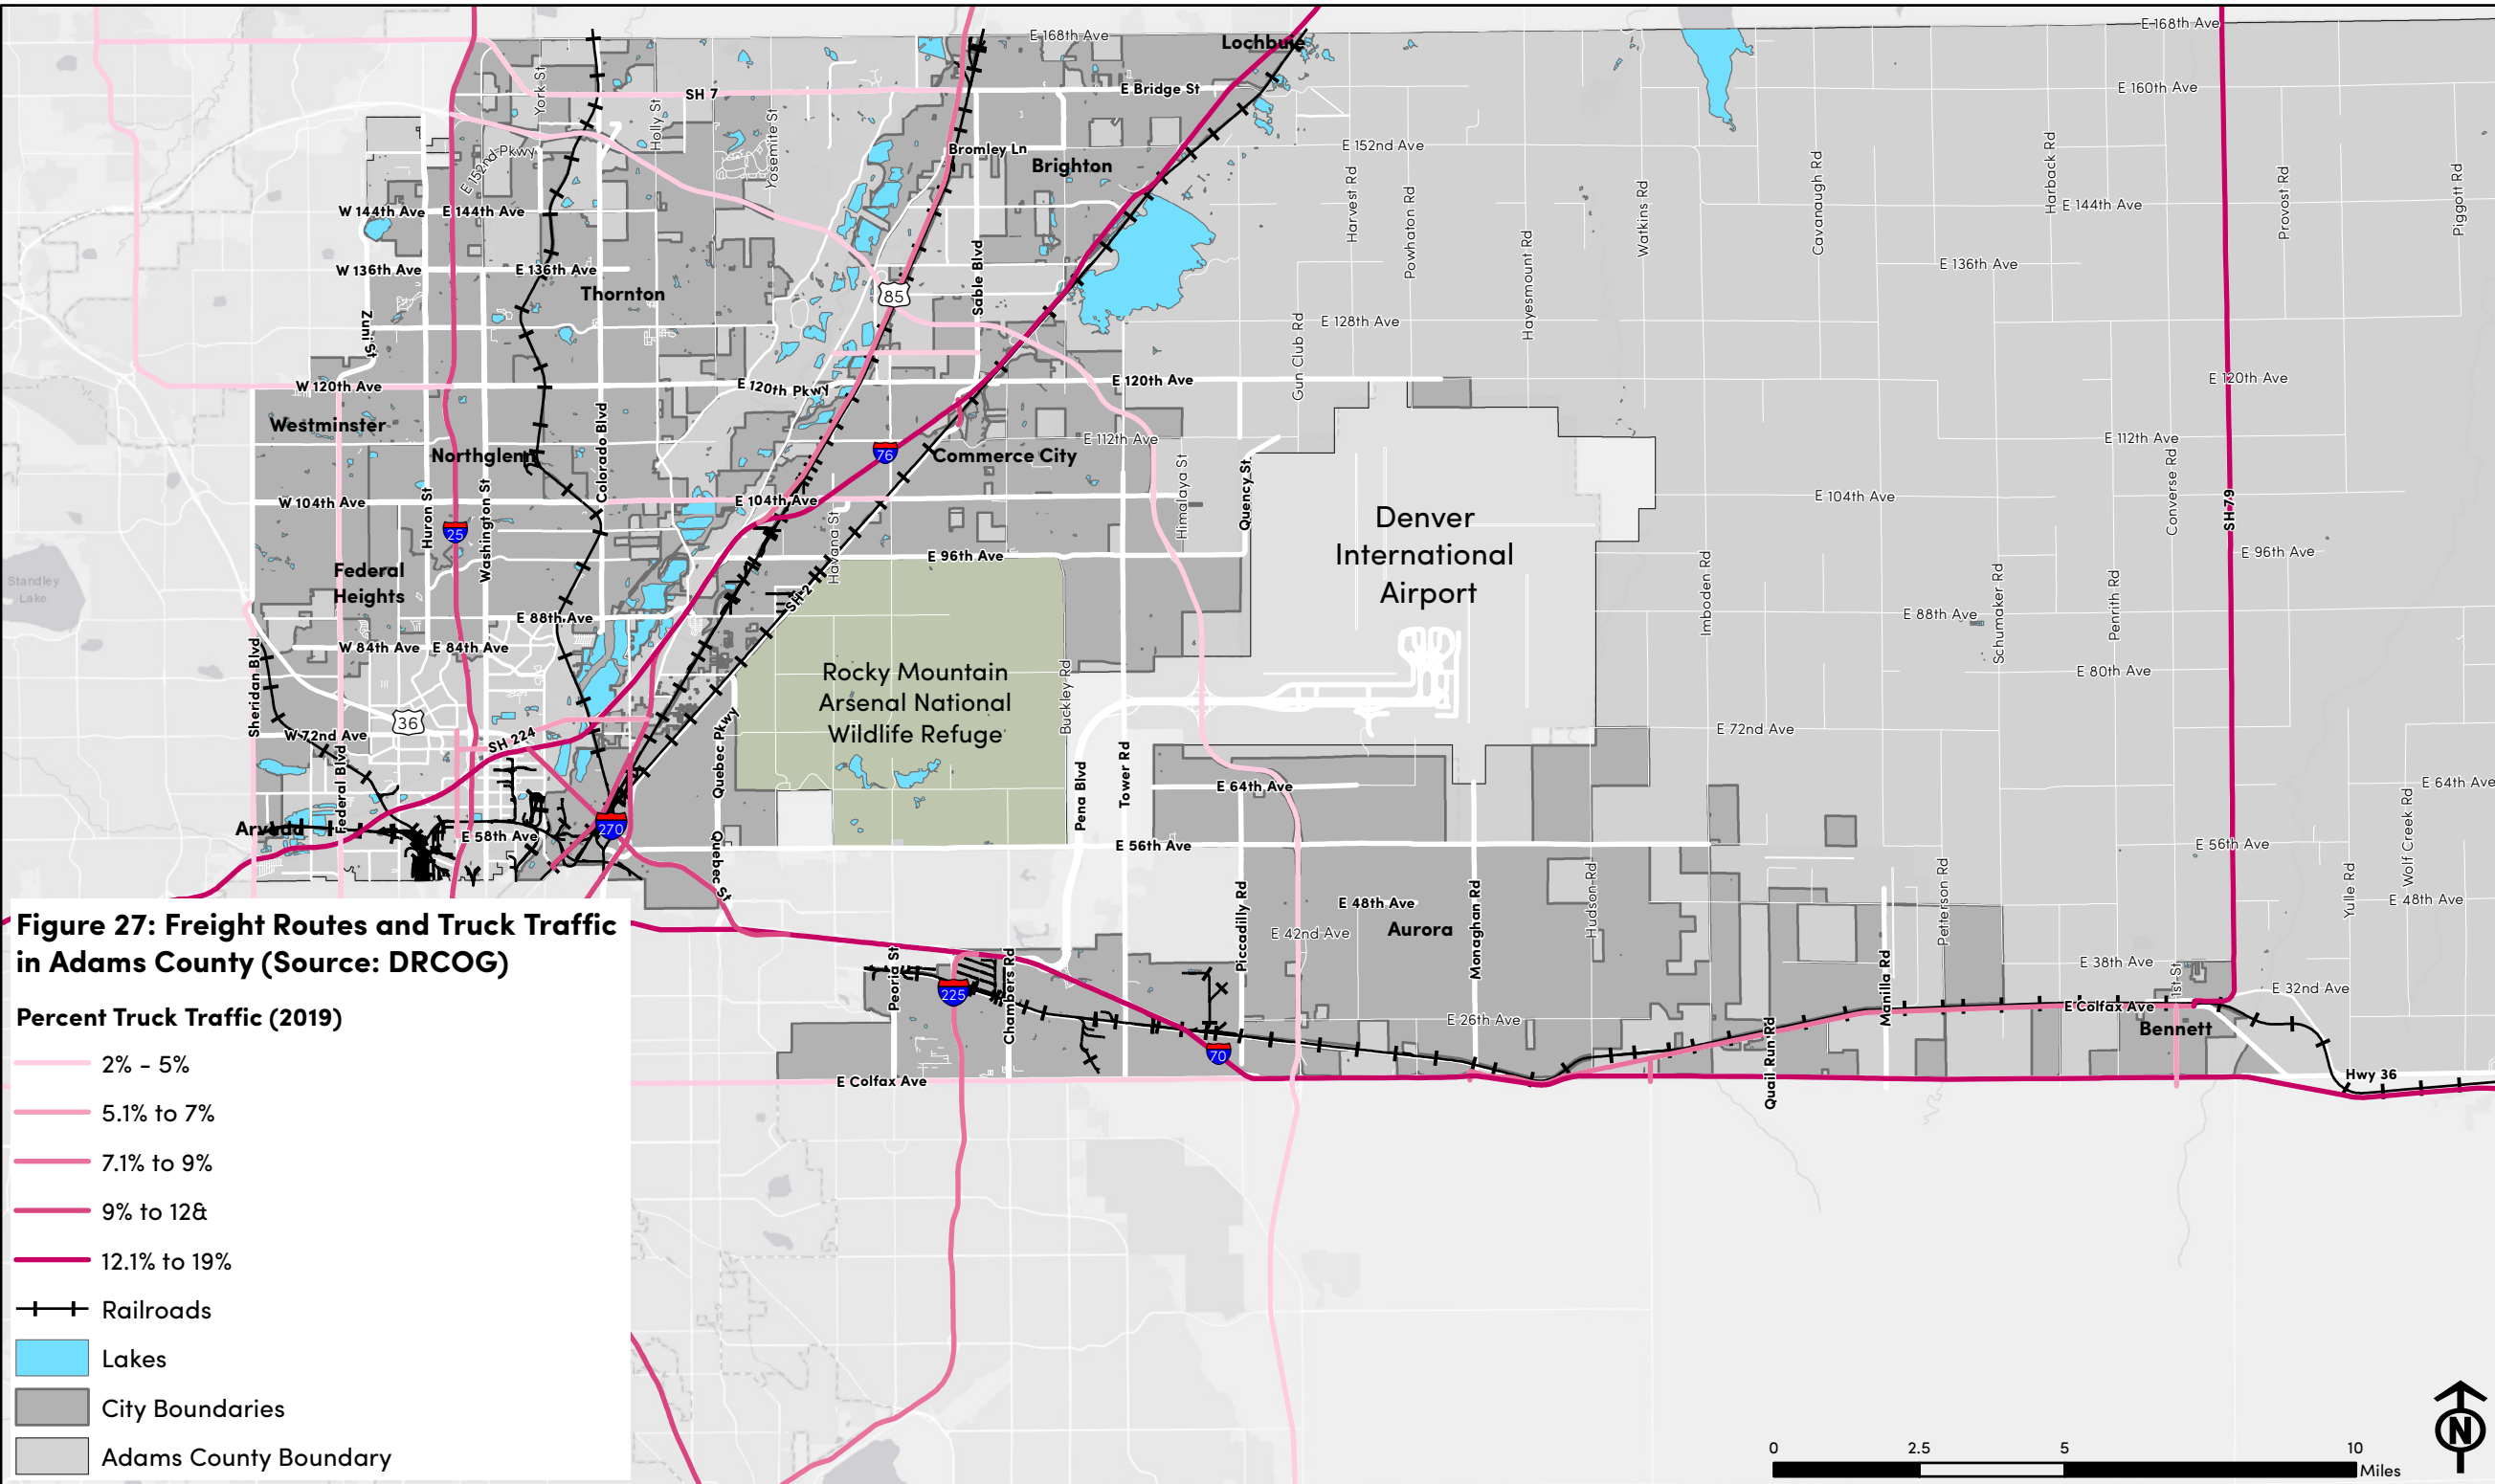 E 168th Ave
E 168th Ave
Lochbuie
York St
SH 7
E Bridge St
E 160th Ave
Holly St
Yosemite St
E 152nd Pkwy
Bromley Ln
Brighton
E 152nd Ave
Harvest Rd
Powhaton Rd
Watkins Rd
Cavanaugh Rd
Harback Rd
Provost Rd
Piggott Rd
W 144th Ave
E 144th Ave
E 144th Ave
W 136th Ave
E 136th Ave
Sable Blvd
Hayesmount Rd
E 136th Ave
Thornton
85
Zuni St
Gun Club Rd
E 128th Ave
W 120th Ave
E 120th Pkwy
E 120th Ave
E 120th Ave
Westminster
Colorado Blvd
Northglenn
76
Commerce City
E 112th Ave
E 112th Ave
Himalaya St
Quency St
Converse Rd
W 104th Ave
E 104th Ave
E 104th Ave
SH 79
Huron St
25
Washington St
Havana St
Denver
International
Airport
E 96th Ave
E 96th Ave
Standley
Lake
Federal
Heights
SH 2
Imboden Rd
Schumaker Rd
Penrith Rd
E 88th Ave
E 88th Ave
W 84th Ave
E 84th Ave
Rocky Mountain
Arsenal National
Wildlife Refuge
Buckley Rd
E 80th Ave
Sheridan Blvd
36
W 72nd Ave
SH 224
Quebec Pkwy
E 72nd Ave
Federal Blvd
Pena Blvd
Tower Rd
E 64th Ave
E 64th Ave
Wolf Creek Rd
Arvada
E 58th Ave
270
Quebec St
E 56th Ave
E 56th Ave
Piccadilly Rd
E 48th Ave
Monaghan Rd
Hudson Rd
Petterson Rd
Yulle Rd
E 48th Ave
E 42nd Ave
Aurora
Peoria St
Chambers Rd
225
Manilla Rd
E 38th Ave
1st St
E 32nd Ave
E Colfax Ave
E 26th Ave
Bennett
70
Quail Run Rd
E Colfax Ave
Hwy 36
Figure 27: Freight Routes and Truck Traffic
in Adams County (Source: DRCOG)
Percent Truck Traffic (2019)
2% - 5%
5.1% to 7%
7.1% to 9%
9% to 12&
12.1% to 19%
Railroads
Lakes
City Boundaries
Adams County Boundary
0 2.5 5 10
Miles
N